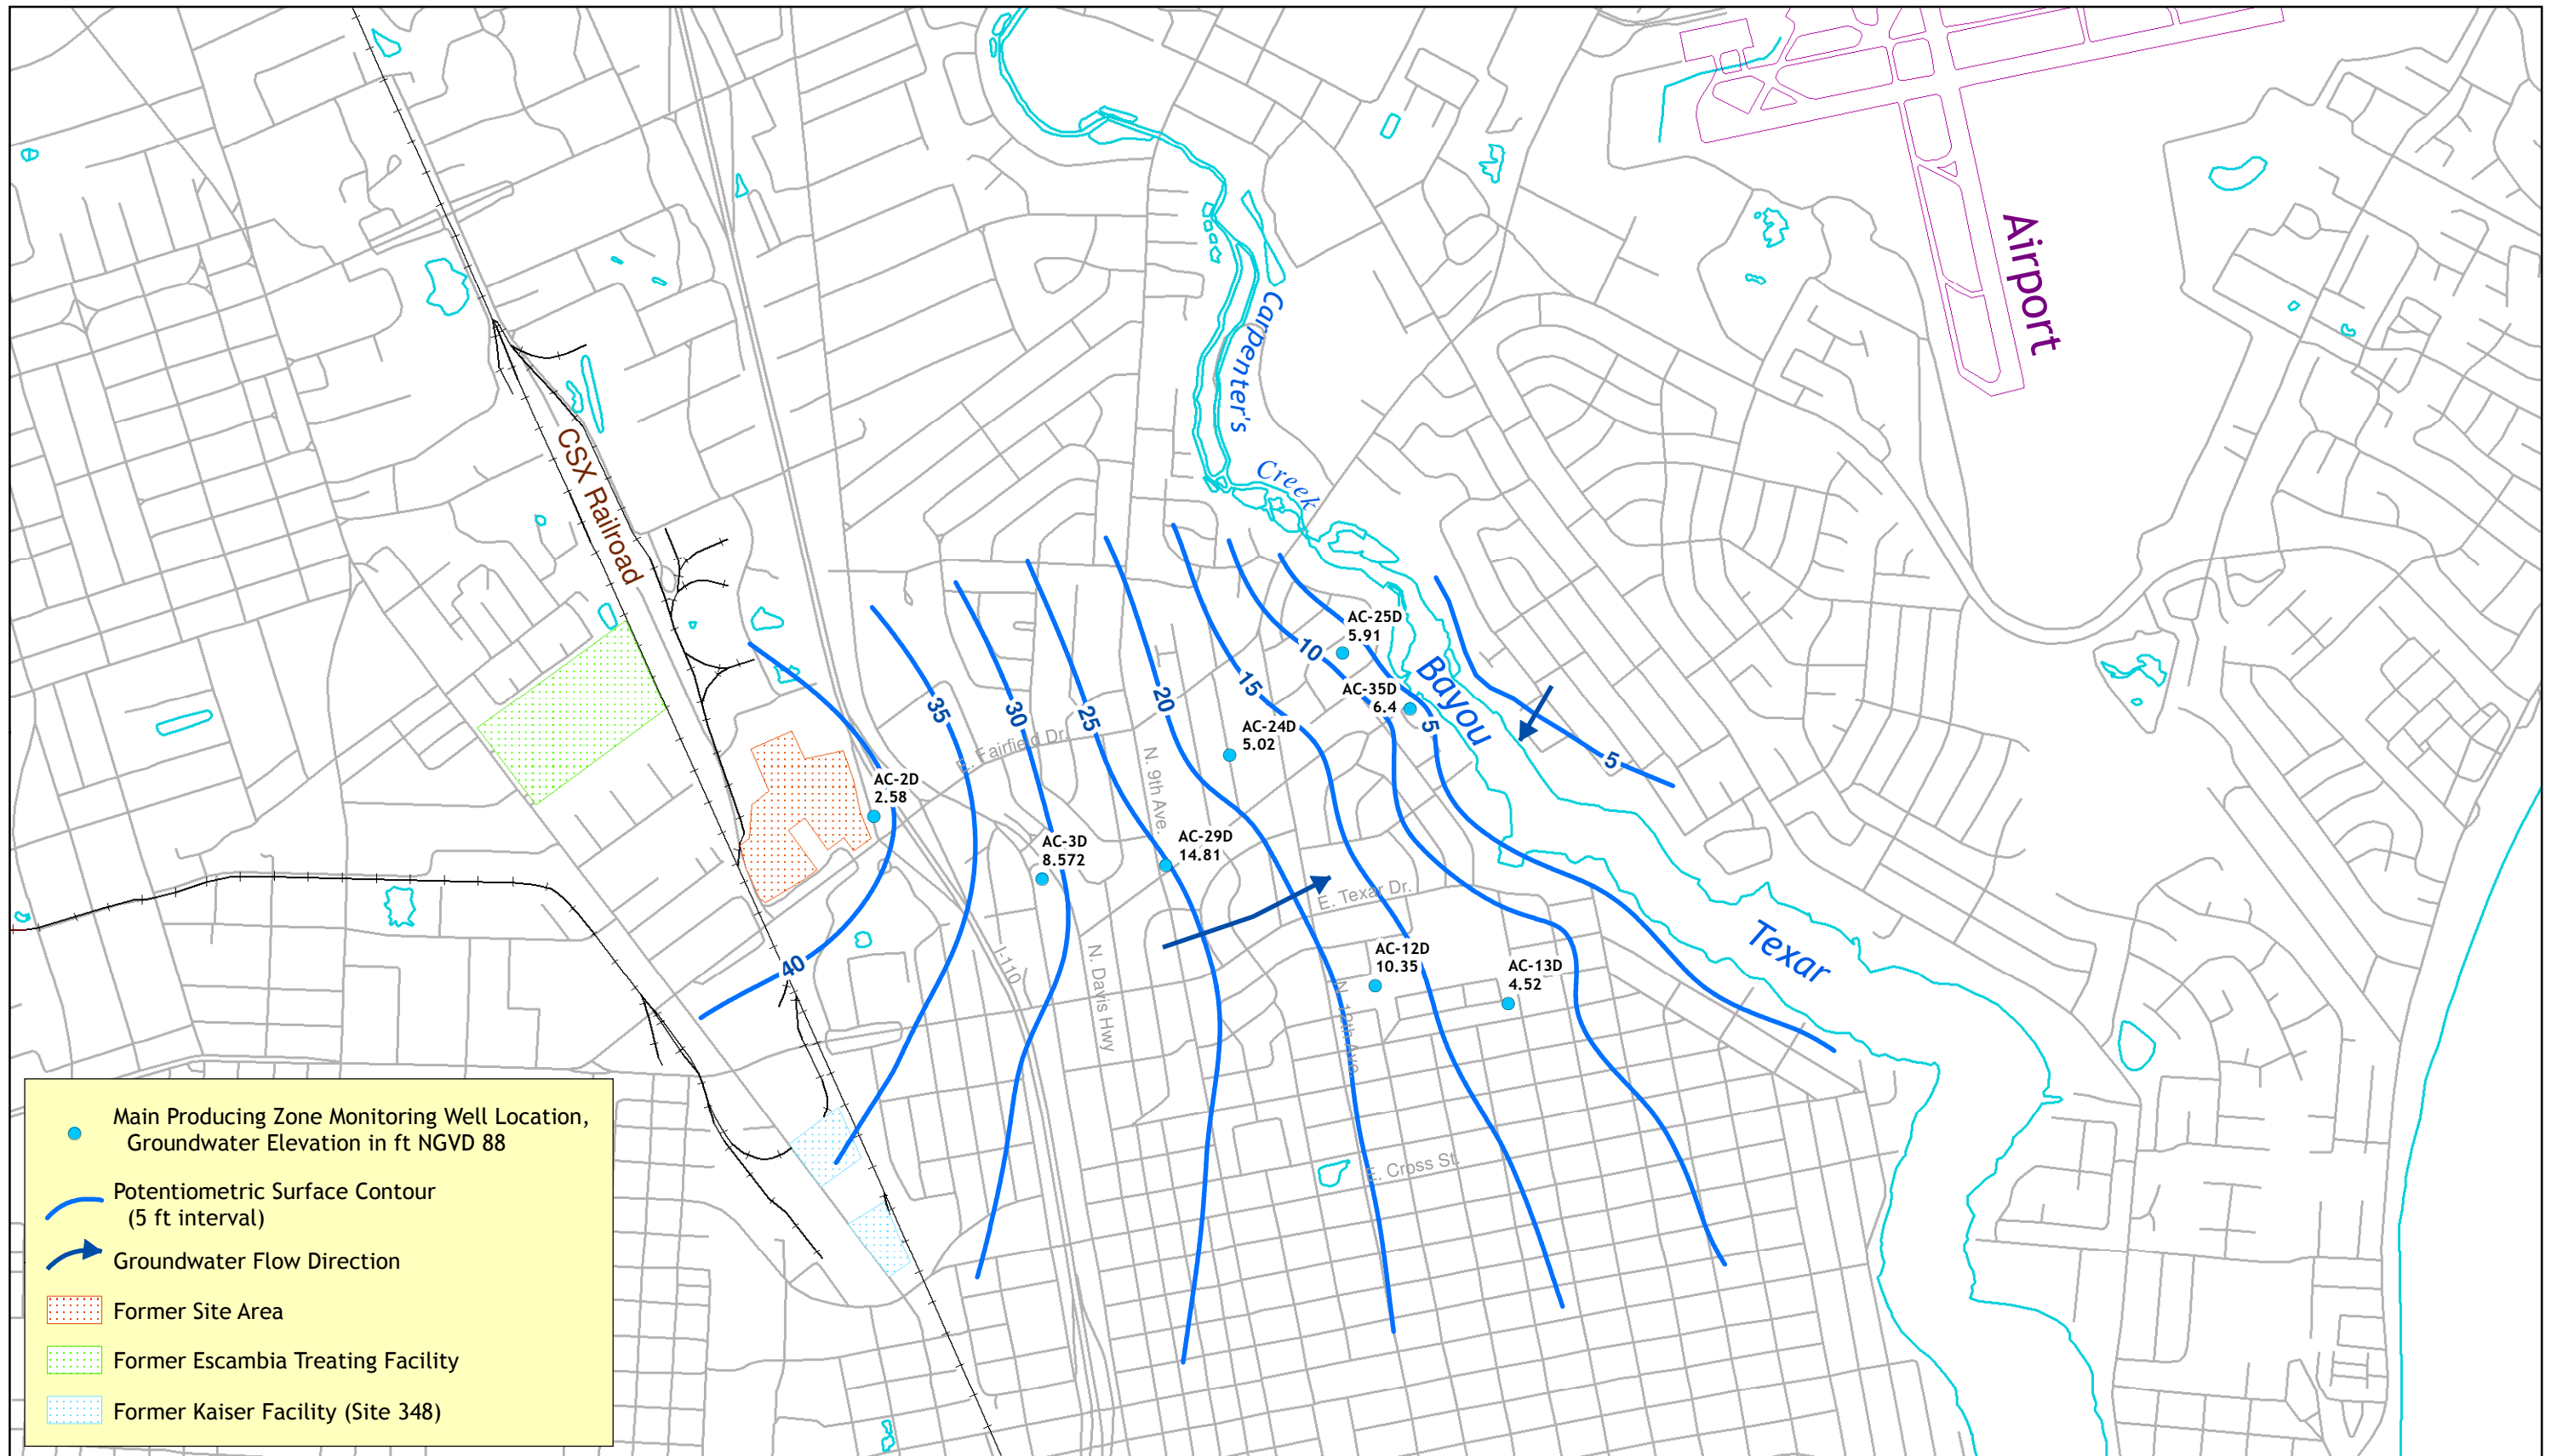 Airport
Carpenter's
Creek
CSX Railroad
AC-25D
5.91
10
Bayou
AC-35D
6.4
15
20
25
30
35
5
AC-24D
5.02
5
E. Fairfield Dr.
N. 9th Ave.
AC-2D
2.58
AC-3D
8.572
AC-29D
14.81
E. Texar Dr.
Texar
AC-12D
10.35
AC-13D
4.52
40
I-110
N. Davis Hwy
N. 12th Ave.
E. Cross St.
Main Producing Zone Monitoring Well Location,
Groundwater Elevation in ft NGVD 88
Potentiometric Surface Contour
(5 ft interval)
Groundwater Flow Direction
Former Site Area
Former Escambia Treating Facility
Former Kaiser Facility (Site 348)